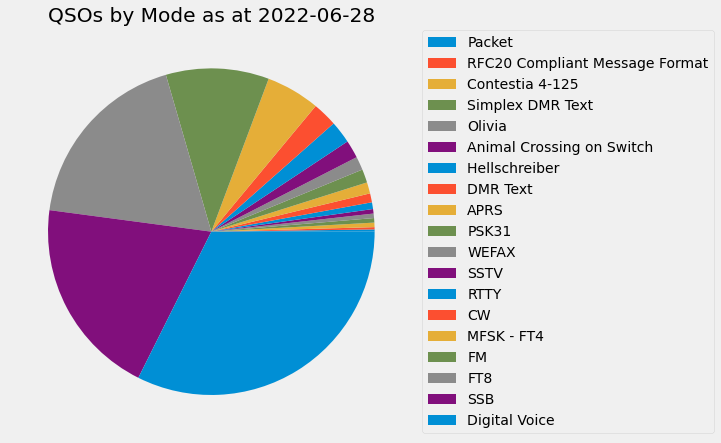 QSOs by Mode as at 2022-06-28
Packet
RFC20 Compliant Message Format
Contestia 4-125
Simplex DMR Text
Olivia
Animal Crossing on Switch
Hellschreiber
DMR Text
APRS
PSK31
WEFAX
SSTV
RTTY
CW
MFSK - FT4
FM
FT8
SSB
Digital Voice